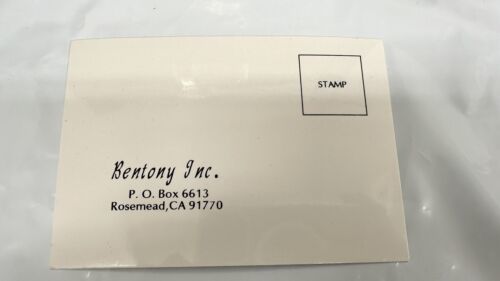 STAMP
Bentony Inc.
P. O. Box 6613
Rosemead,CA 91770